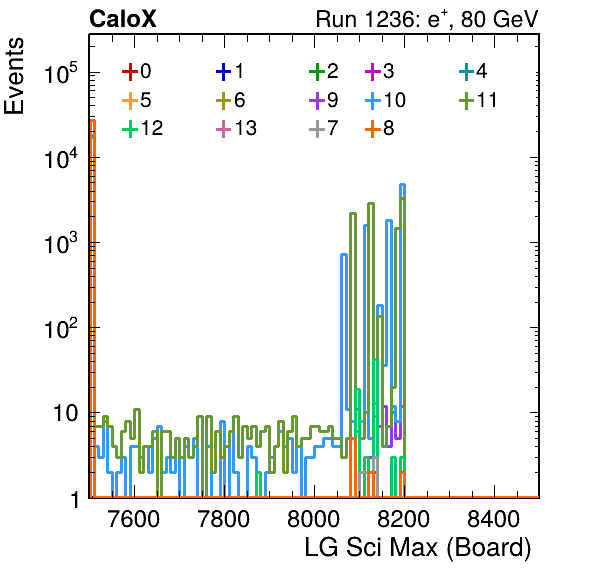 CaloX Run 1236: e⁺, 80 GeV
Events
10⁵
10⁴
10³
10²
10
1
0 1 2 3 4
5 6 9 10 11
12 13 7 8
7600 7800 8000 8200 8400
LG Sci Max (Board)